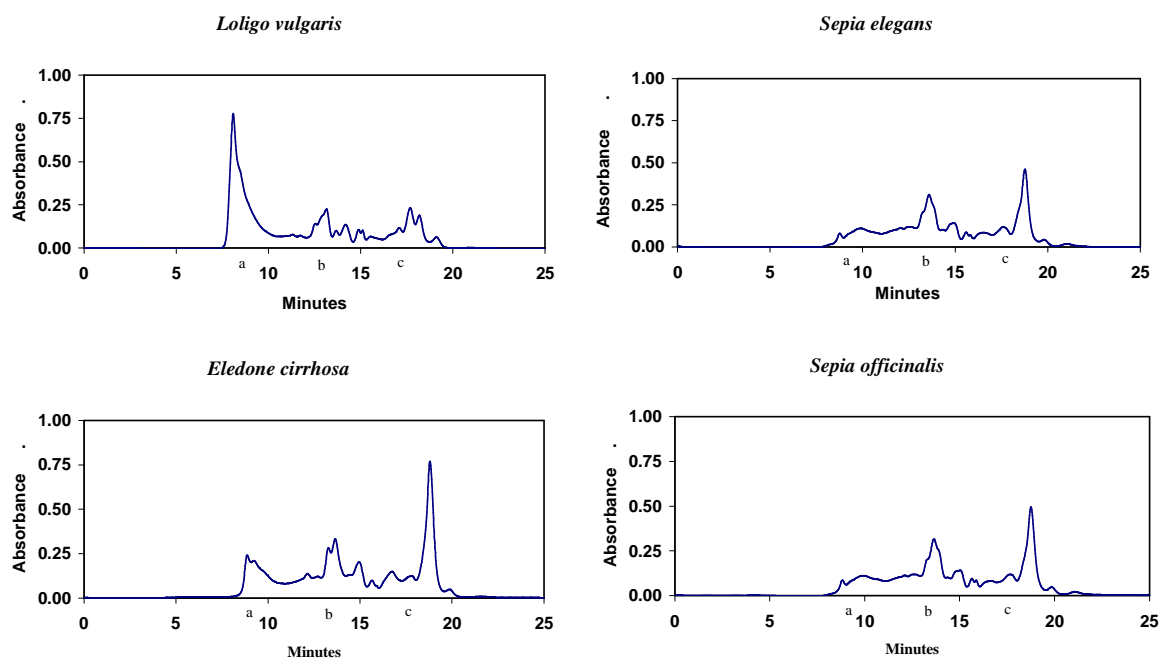 Loligo vulgaris
Absorbance .
1.00
0.75
0.50
0.25
0.00
0 5 10 15 20 25
a b c
Minutes
Sepia elegans
Absorbance .
1.00
0.75
0.50
0.25
0.00
a b c
0 5 10 15 20 25
Minutes
Eledone cirrhosa
Absorbance .
1.00
0.75
0.50
0.25
0.00
a b c
0 5 10 15 20 25
Minutes
Sepia officinalis
Absorbance .
1.00
0.75
0.50
0.25
0.00
a b c
0 5 10 15 20 25
Minutes